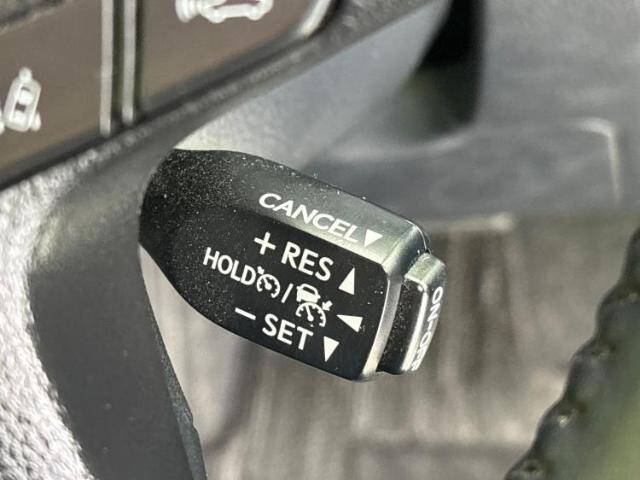 CANCEL▼
+ RES ▲
HOLD / ◀
− SET ▼
ON-OFF